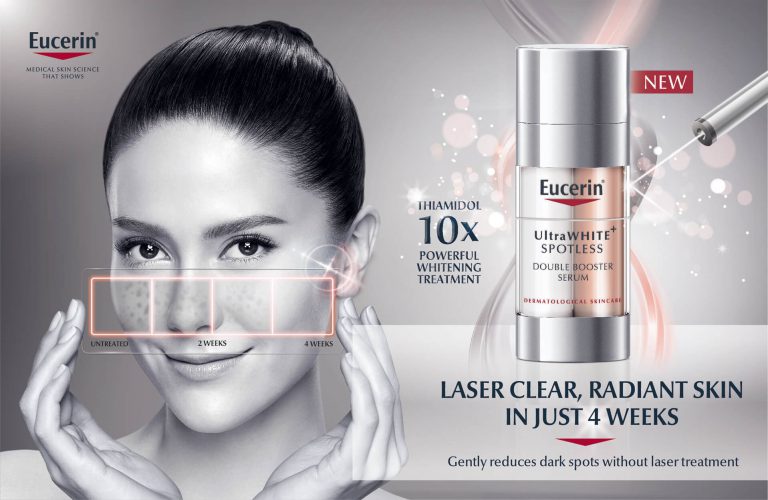 Eucerin®
MEDICAL SKIN SCIENCE
THAT SHOWS
UNTREATED
2 WEEKS
4 WEEKS
THIAMIDOL
10x
POWERFUL
WHITENING
TREATMENT
NEW
Eucerin®
UltraWHITE+
SPOTLESS
DOUBLE BOOSTER
SERUM
DERMATOLOGICAL SKINCARE
LASER CLEAR, RADIANT SKIN
IN JUST 4 WEEKS
Gently reduces dark spots without laser treatment